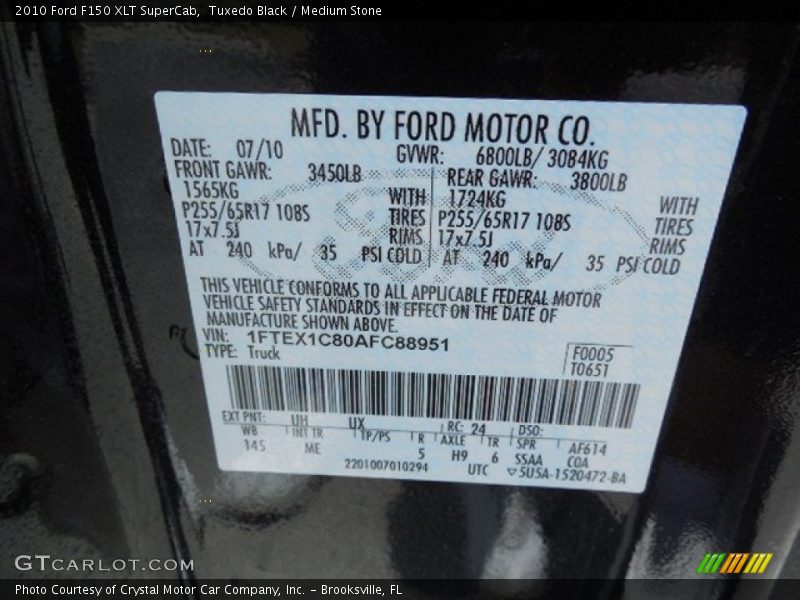 2010 Ford F150 XLT SuperCab, Tuxedo Black / Medium Stone
MFD. BY FORD MOTOR CO.
DATE: 07/10 GVWR: 6800LB/ 3084KG
FRONT GAWR: 3450LB REAR GAWR: 3800LB
1565KG WITH 1724KG WITH
P255/65R17 108S TIRES P255/65R17 108S TIRES
17x7.5J RIMS 17x7.5J RIMS
AT 240 kPa/ 35 PSI COLD AT 240 kPa/ 35 PSI COLD
THIS VEHICLE CONFORMS TO ALL APPLICABLE FEDERAL MOTOR
VEHICLE SAFETY STANDARDS IN EFFECT ON THE DATE OF
MANUFACTURE SHOWN ABOVE.
VIN: 1FTEX1C80AFC88951
TYPE: Truck
F0005
T0651
EXT PNT: UH UX RC: 24 DSO:
WB INT TR TP/PS R AXLE TR SPR AF614
145 ME 5 H9 6 SSAA COA
2201007010294 UTC ▽5U5A-1520472-BA
GTCARLOT.COM
Photo Courtesy of Crystal Motor Car Company, Inc. - Brooksville, FL